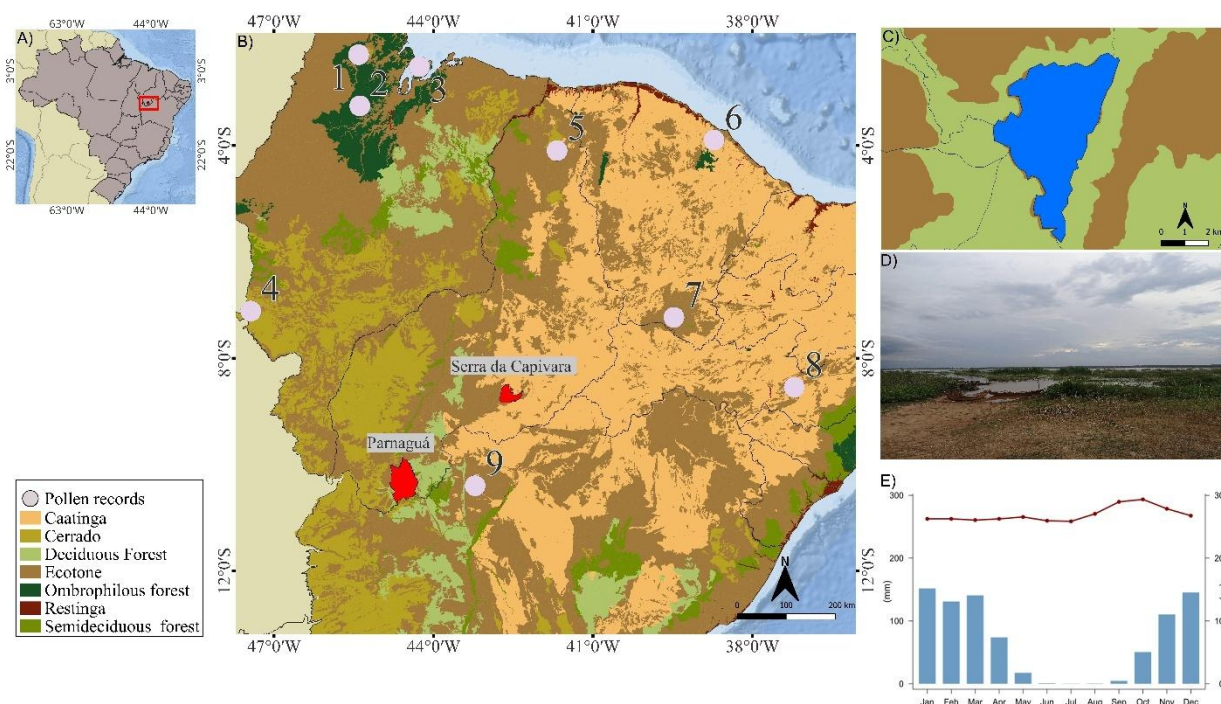 A)
63°0'W 44°0'W
3°0'S
22°0'S
3°0'S
22°0'S
63°0'W 44°0'W
B)
47°0'W 44°0'W 41°0'W 38°0'W
1
2
3
4
5
6
7
8
9
Serra da Capivara
Parnaguá
4°0'S
8°0'S
12°0'S
4°0'S
8°0'S
12°0'S
N
0 100 200 km
47°0'W 44°0'W 41°0'W 38°0'W
Pollen records
Caatinga
Cerrado
Deciduous Forest
Ecotone
Ombrophilous forest
Restinga
Semideciduous forest
C)
N
0 1 2 km
D)
E)
300
200
100
0
(mm)
Jan Feb Mar Apr May Jun Jul Aug Sep Oct Nov Dec